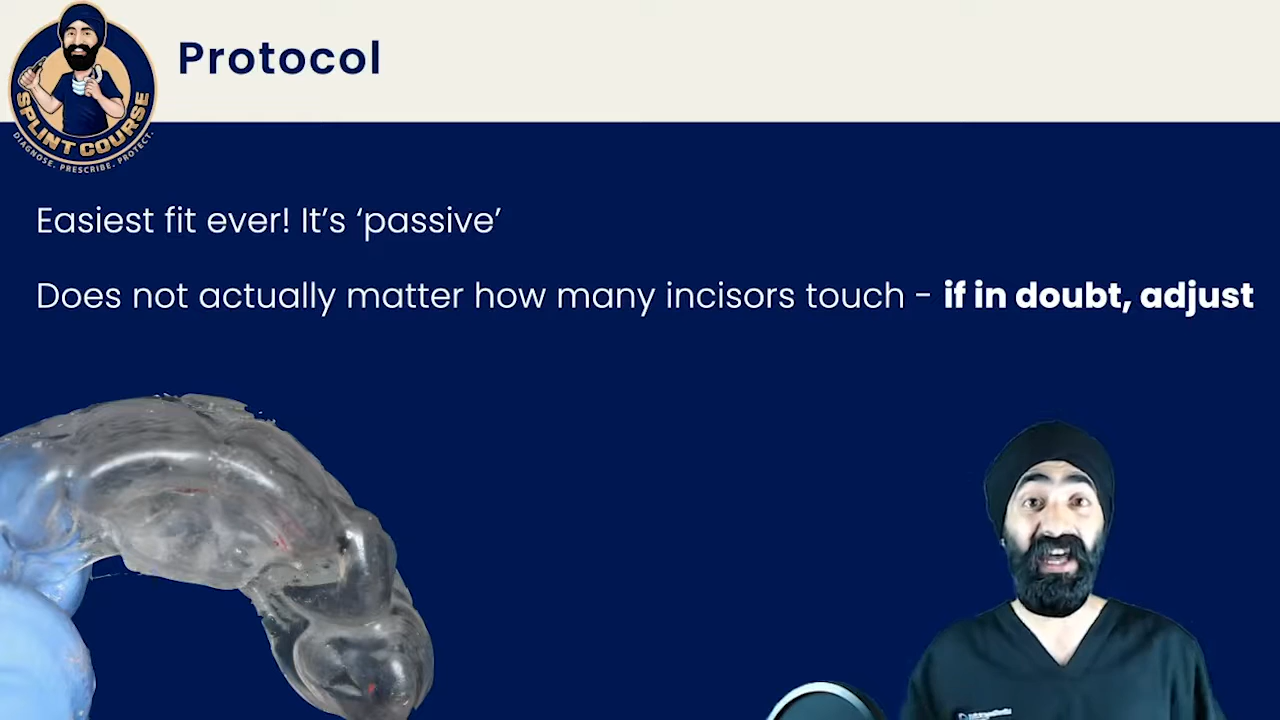 Protocol
SPLINT COURSE
DIAGNOSE. PRESCRIBE. PROTECT.
Easiest fit ever! It’s ‘passive’
Does not actually matter how many incisors touch - if in doubt, adjust